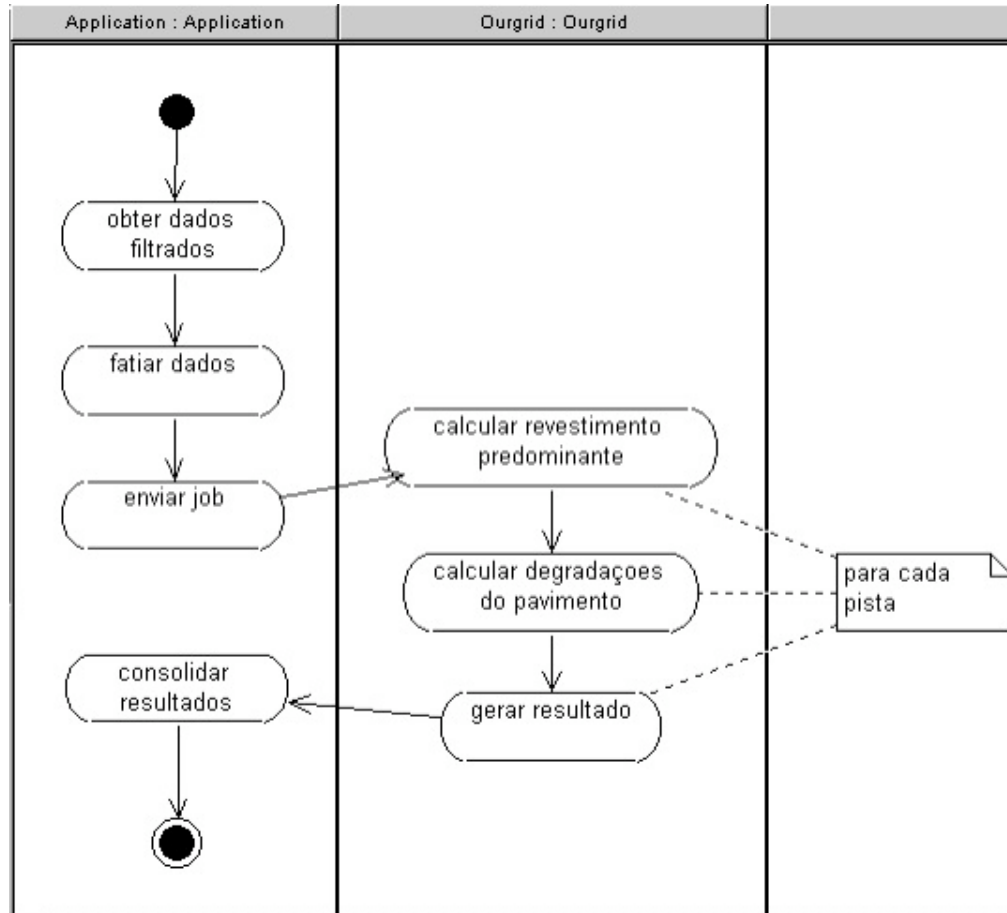 Application : Application
Ourgrid : Ourgrid
obter dados
filtrados
fatiar dados
enviar job
calcular revestimento
predominante
calcular degradaçoes
do pavimento
para cada
pista
gerar resultado
consolidar
resultados